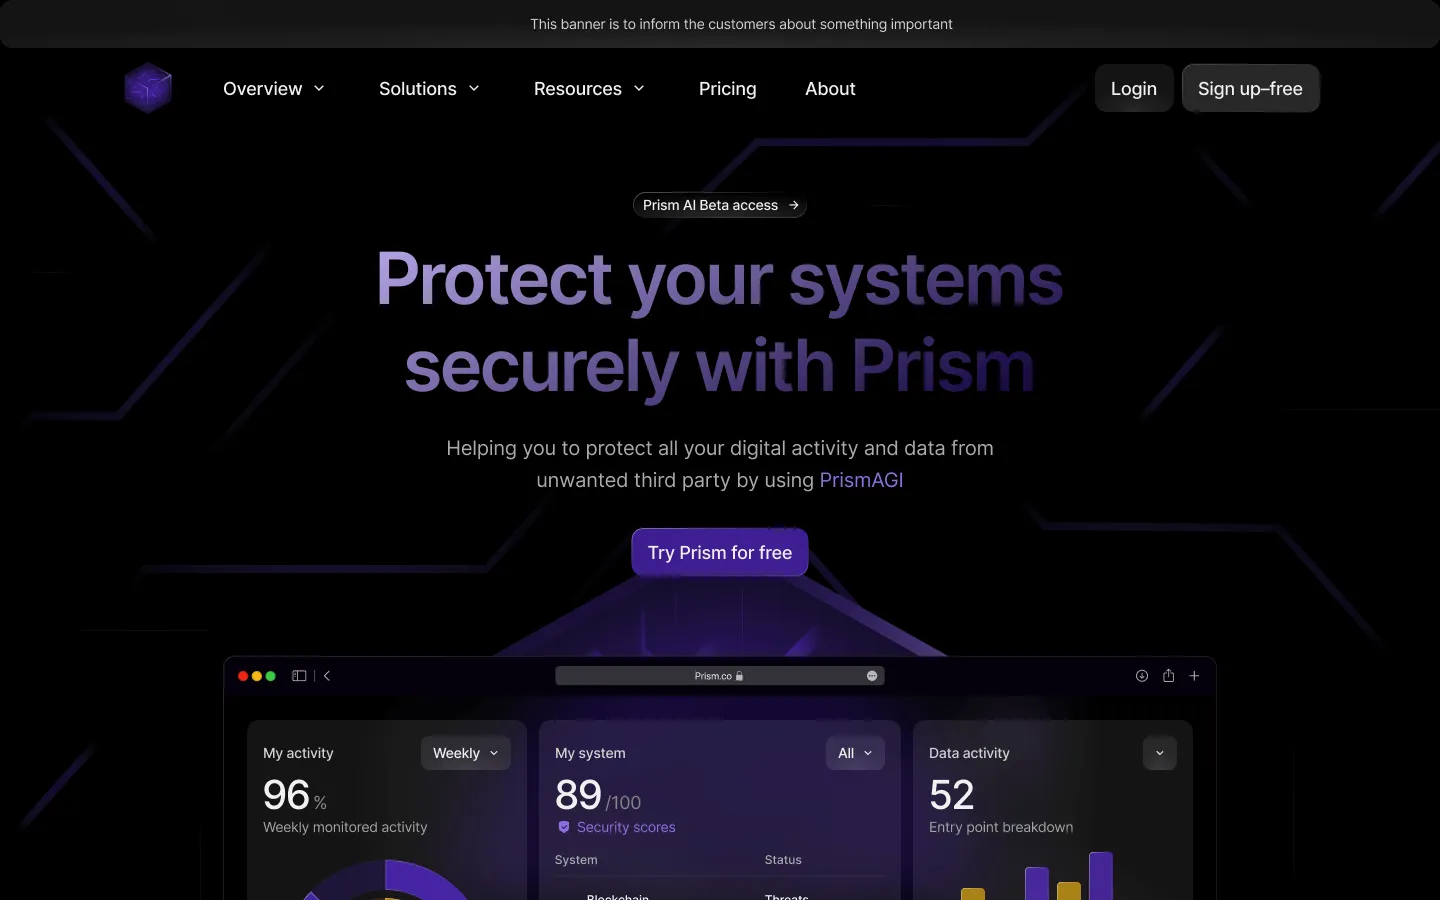 This banner is to inform the customers about something important
Overview
Solutions
Resources
Pricing
About
Login
Sign up–free
Prism AI Beta access →
Protect your systems
securely with Prism
Helping you to protect all your digital activity and data from
unwanted third party by using PrismAGI
Try Prism for free
Prism.co
My activity
Weekly
96 %
Weekly monitored activity
My system
All
89 /100
Security scores
System Status
Blockchain Threats
Data activity
52
Entry point breakdown